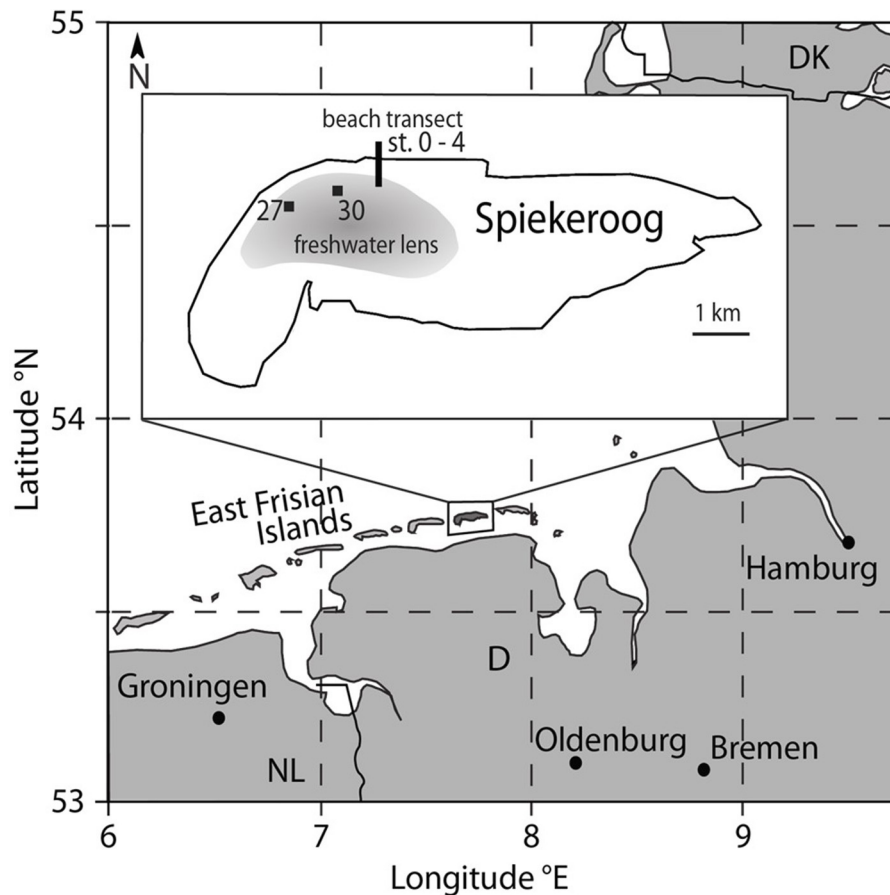 55
N
DK
beach transect
st. 0 - 4
27
30
Spiekeroog
freshwater lens
1 km
Latitude °N
54
East Frisian
Islands
Hamburg
D
Groningen
Oldenburg
Bremen
NL
53
6
7
8
9
Longitude °E